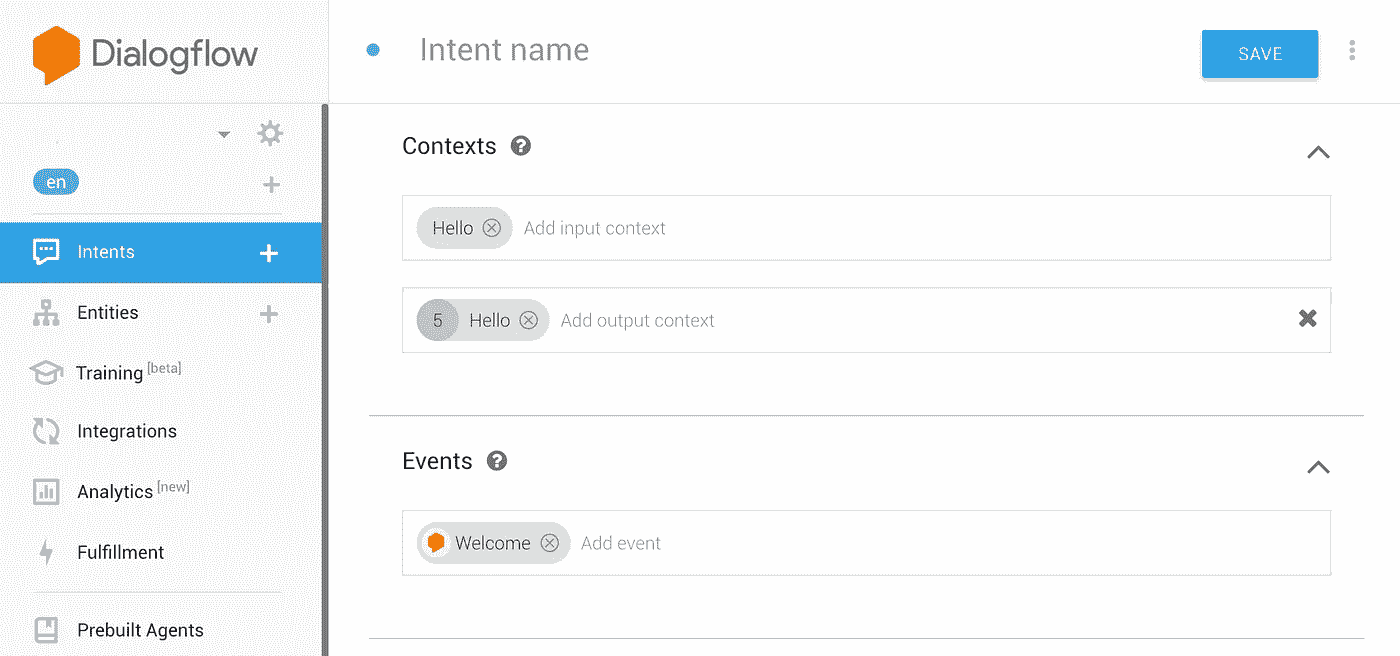 Dialogflow
Intent name
SAVE
en
Intents
Entities
Training [beta]
Integrations
Analytics [new]
Fulfillment
Prebuilt Agents
Contexts
Hello Add input context
5 Hello Add output context
Events
Welcome Add event